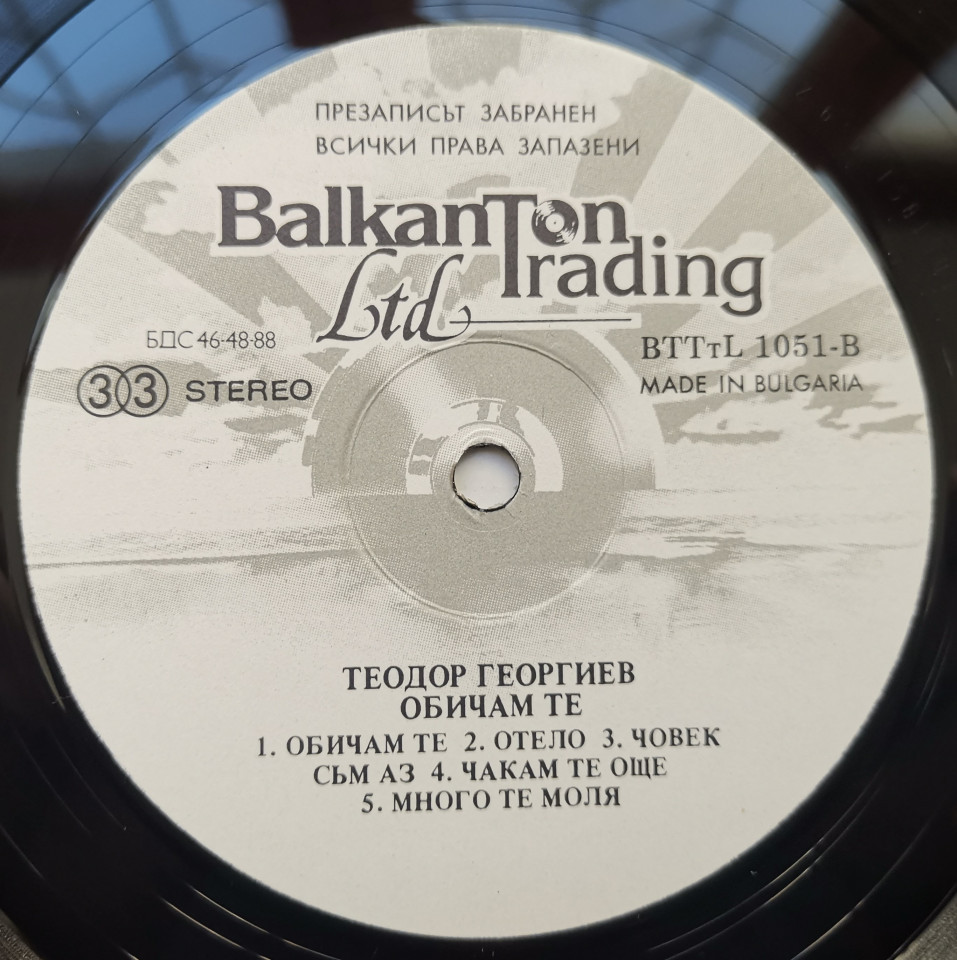 ПРЕЗАПИСЪТ ЗАБРАНЕН
ВСИЧКИ ПРАВА ЗАПАЗЕНИ
BalkanTon
Trading
Ltd
БДС 46-48-88
BTTтL 1051-B
33 STEREO
MADE IN BULGARIA
ТЕОДОР ГЕОРГИЕВ
ОБИЧАМ ТЕ
1. ОБИЧАМ ТЕ 2. ОТЕЛО 3. ЧОВЕК
СЪМ АЗ 4. ЧАКАМ ТЕ ОЩЕ
5. МНОГО ТЕ МОЛЯ